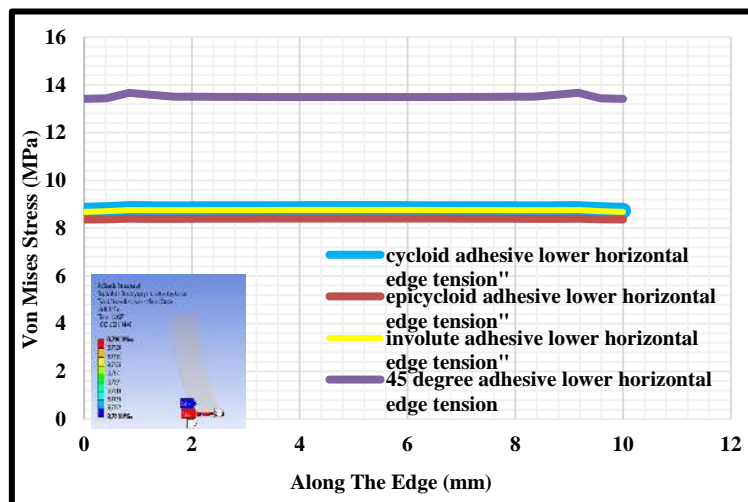 16
14
12
10
8
6
4
2
0
Von Mises Stress (MPa)
cycloid adhesive lower horizontal
edge tension"
epicycloid adhesive lower horizontal
edge tension"
involute adhesive lower horizontal
edge tension"
45 degree adhesive lower horizontal
edge tension
0 2 4 6 8 10 12
Along The Edge (mm)